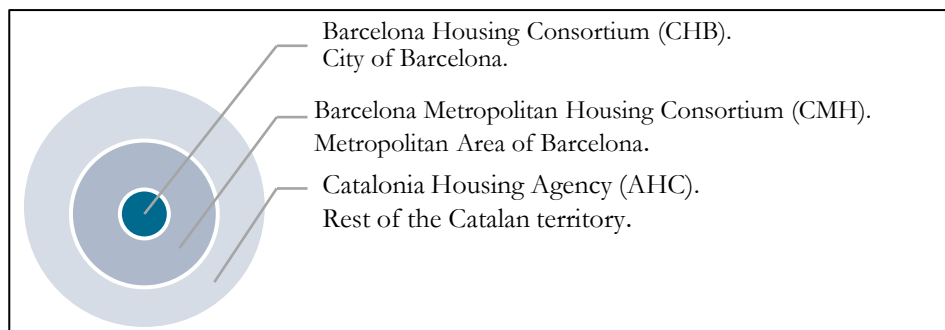 Barcelona Housing Consortium (CHB).
City of Barcelona.
Barcelona Metropolitan Housing Consortium (CMH).
Metropolitan Area of Barcelona.
Catalonia Housing Agency (AHC).
Rest of the Catalan territory.